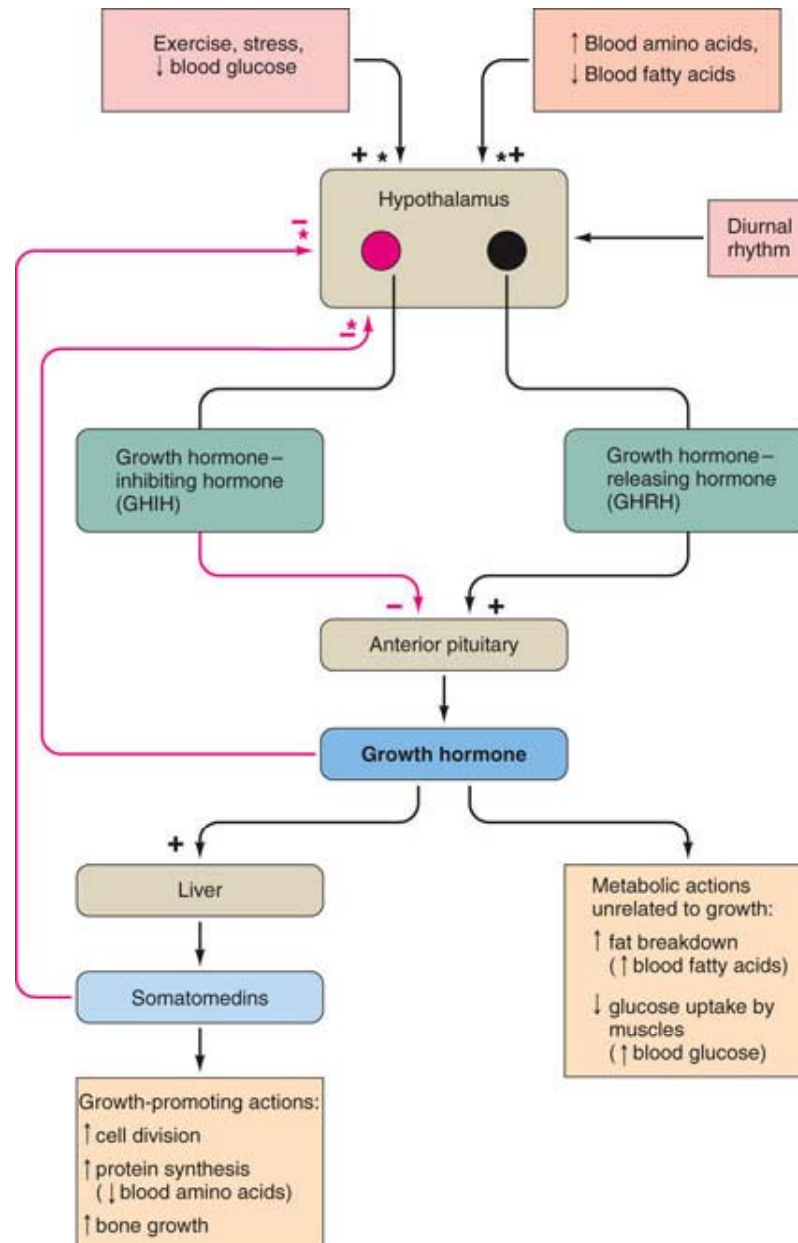 Exercise, stress,
↓ blood glucose
↑ Blood amino acids,
↓ Blood fatty acids
+ *
* +
Hypothalamus
Diurnal
rhythm
– *
– *
Growth hormone–
inhibiting hormone
(GHIH)
Growth hormone–
releasing hormone
(GHRH)
–
+
Anterior pituitary
Growth hormone
+
Liver
Somatomedins
Metabolic actions
unrelated to growth:
↑ fat breakdown
(↑ blood fatty acids)
↓ glucose uptake by
muscles
(↑ blood glucose)
Growth-promoting actions:
↑ cell division
↑ protein synthesis
(↓ blood amino acids)
↑ bone growth